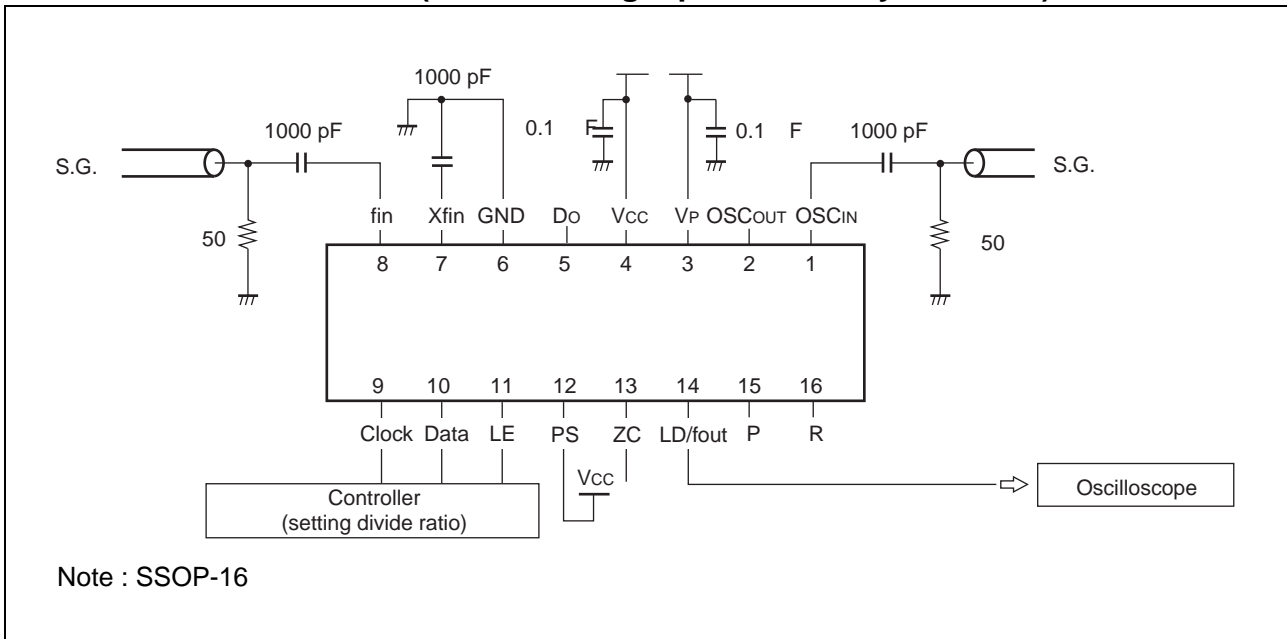 1000 pF
1000 pF
0.1 F
0.1 F
1000 pF
S.G.
S.G.
50
50
fin Xfin GND DO VCC VP OSCOUT OSCIN
8 7 6 5 4 3 2 1
9 10 11 12 13 14 15 16
Clock Data LE PS ZC LD/fout P R
VCC
Controller
(setting divide ratio)
Oscilloscope
Note : SSOP-16